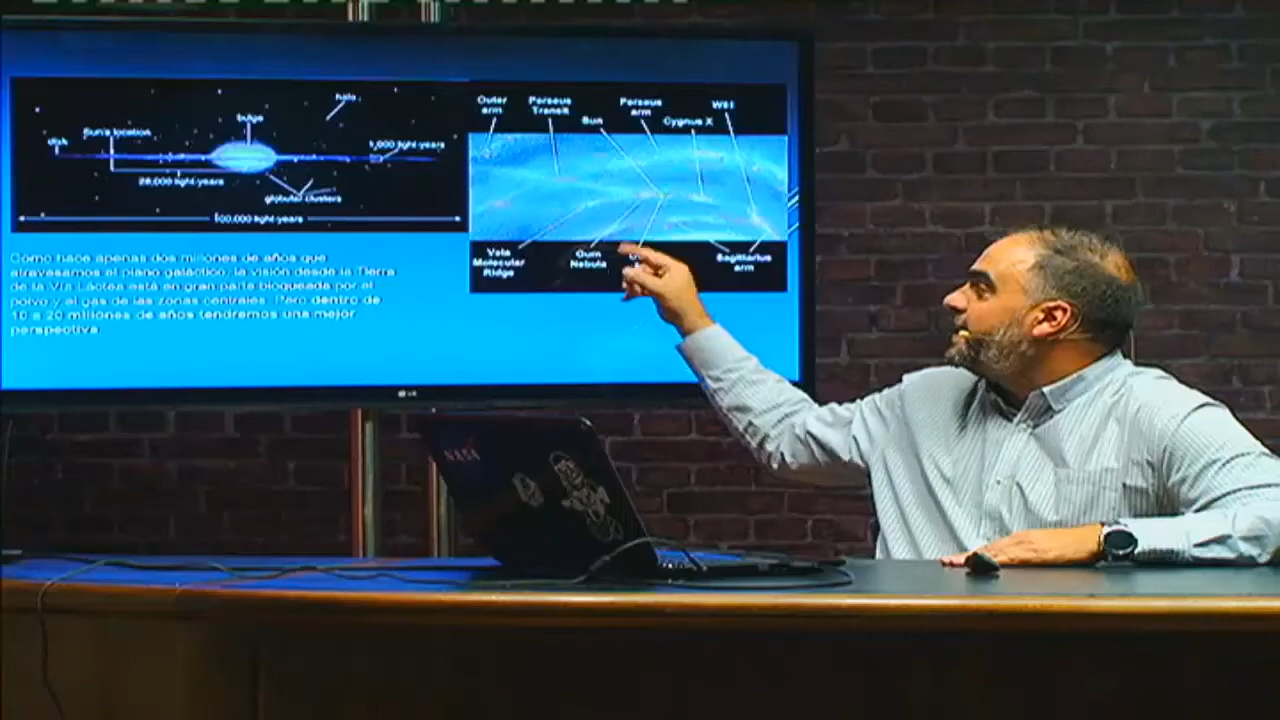 halo
bulge
Sun's location
disk
1,000 light-years
28,000 light-years
globular clusters
100,000 light-years
Outer arm
Perseus Transit
Sun
Perseus arm
Cygnus X
W51
Vela Molecular Ridge
Gum Nebula
Sagittarius arm
Como hace apenas dos millones de años que
atravesamos el plano galáctico, la visión desde la Tierra
de la Vía Láctea está en gran parte bloqueada por el
polvo y el gas de las zonas centrales. Pero dentro de
10 a 20 millones de años tendremos una mejor
perspectiva
LG
NASA